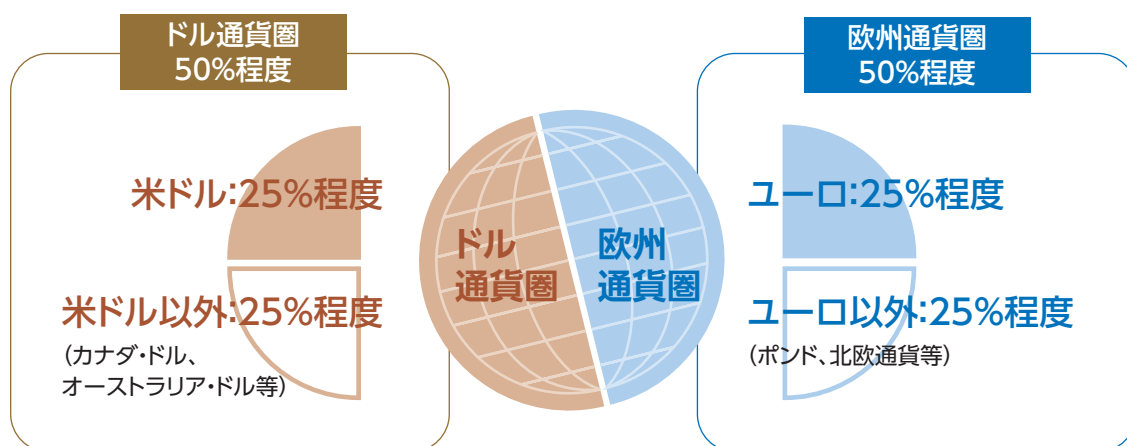 ドル通貨圏
50%程度
米ドル:25%程度
米ドル以外:25%程度
(カナダ・ドル、
オーストラリア・ドル等)
ドル
通貨圏
欧州
通貨圏
欧州通貨圏
50%程度
ユーロ:25%程度
ユーロ以外:25%程度
(ポンド、北欧通貨等)